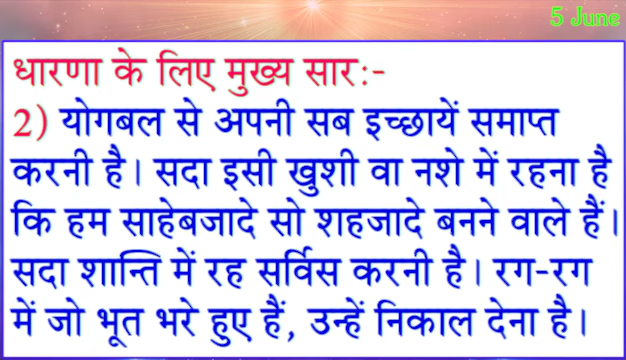 5 June
धारणा के लिए मुख्य सार:-
2) योगबल से अपनी सब इच्छायें समाप्त
करनी है। सदा इसी खुशी वा नशे में रहना है
कि हम साहेबजादे सो शहजादे बनने वाले हैं।
सदा शान्ति में रह सर्विस करनी है। रग-रग
में जो भूत भरे हुए हैं, उन्हें निकाल देना है।